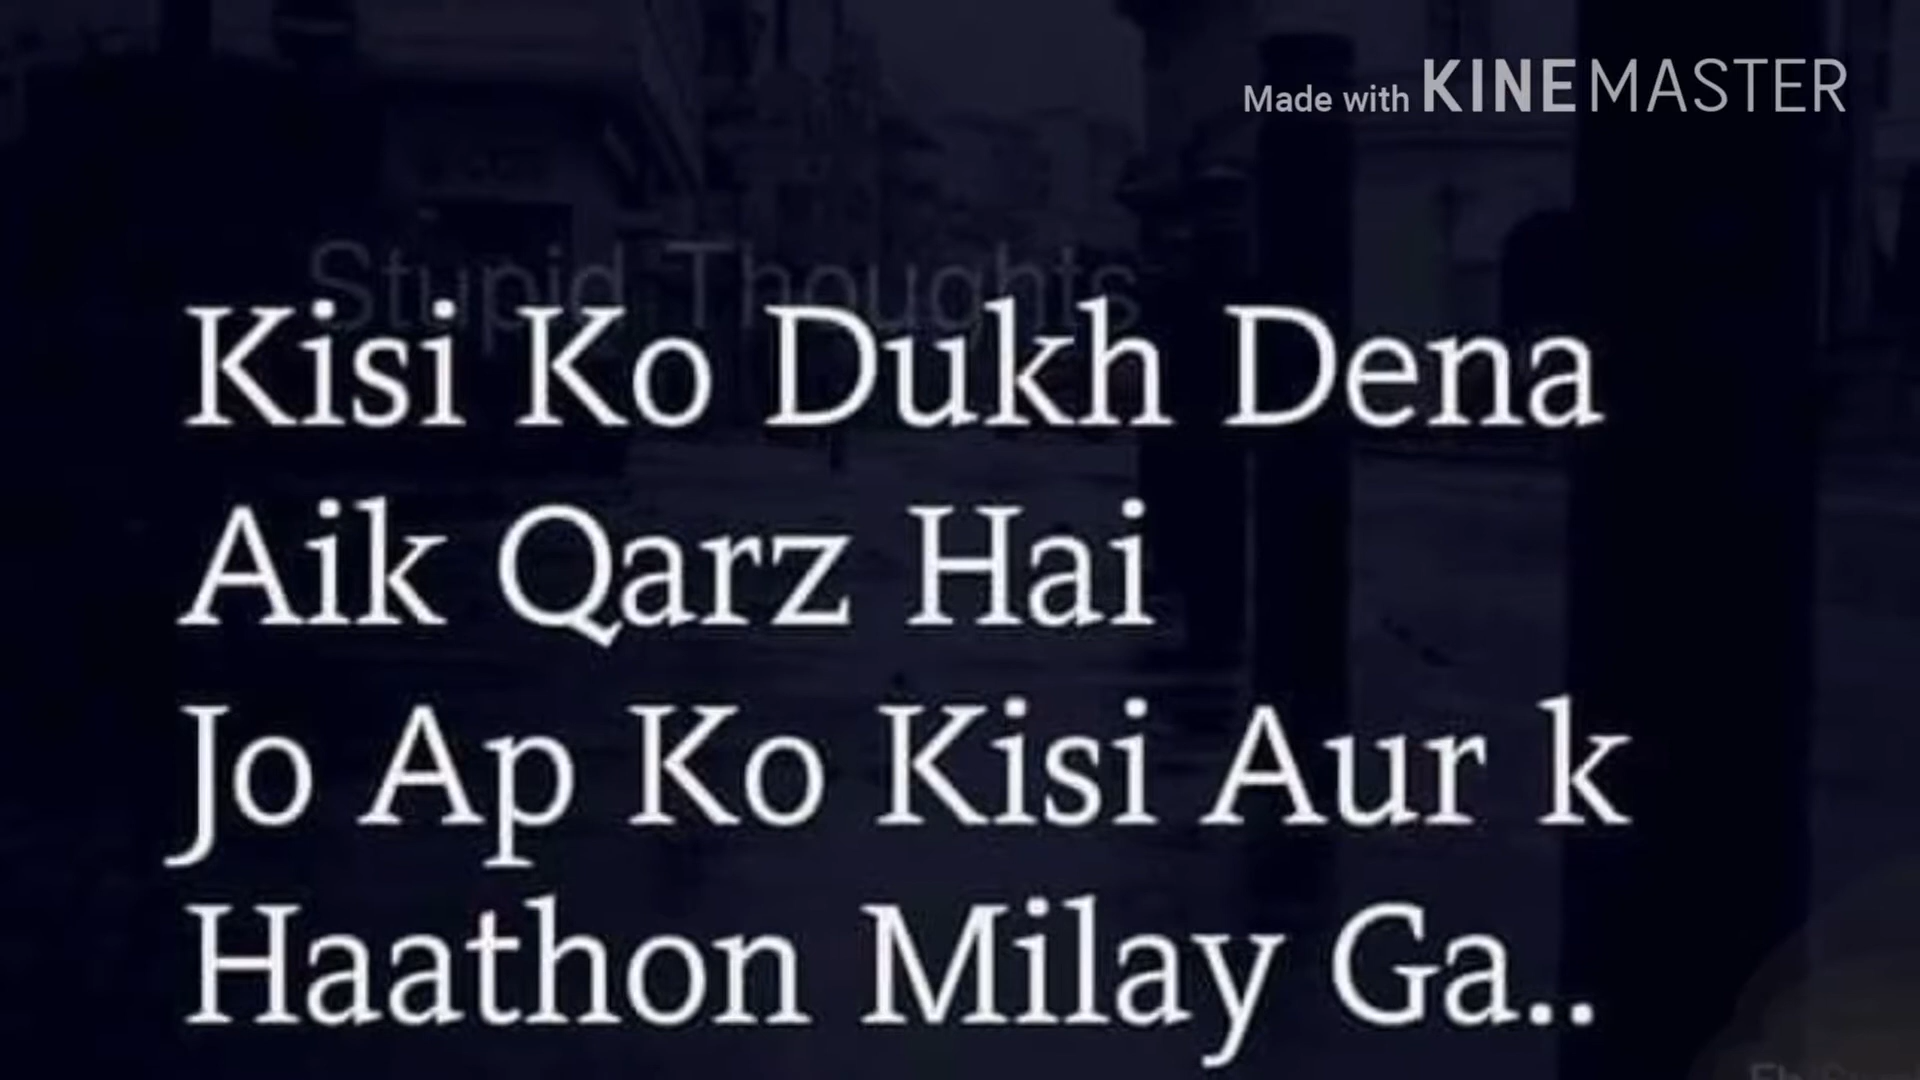 Made with KINEMASTER
Stupid Thoughts
Kisi Ko Dukh Dena
Aik Qarz Hai
Jo Ap Ko Kisi Aur k
Haathon Milay Ga..